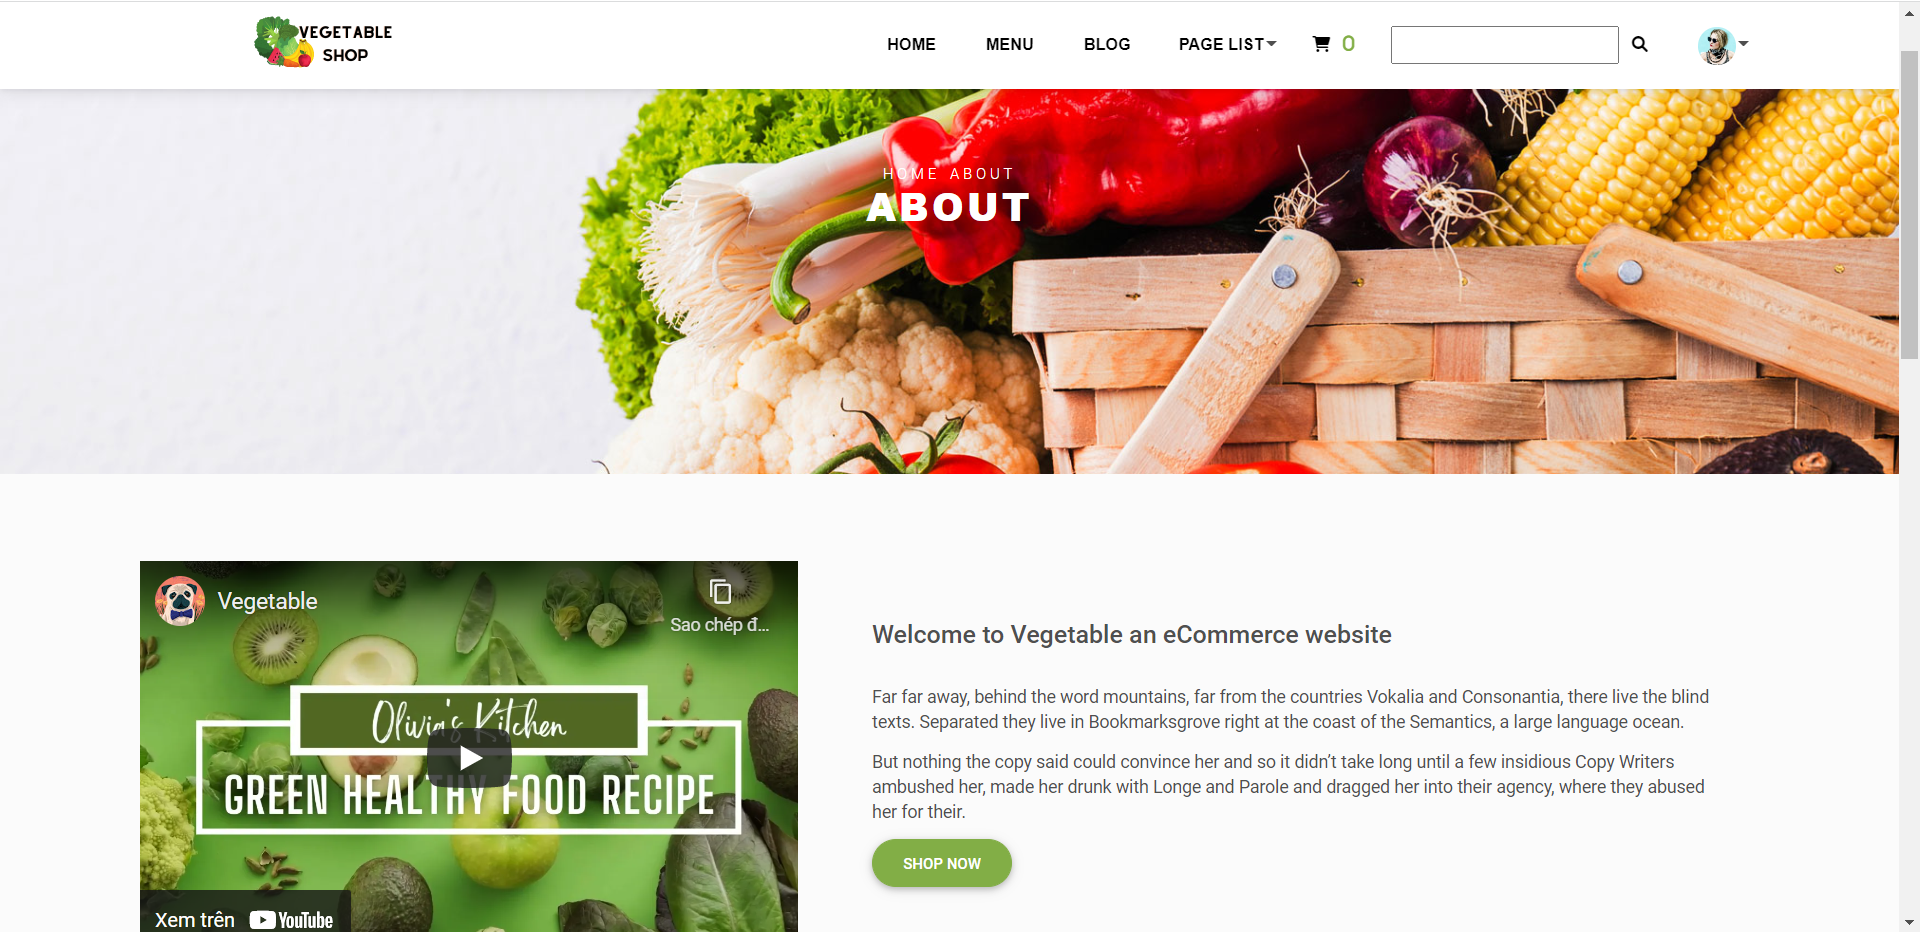 VEGETABLE
SHOP
HOME
MENU
BLOG
PAGE LIST
0
HOME ABOUT
ABOUT
Vegetable
Sao chép đ...
Olivia's Kitchen
GREEN HEALTHY FOOD RECIPE
Xem trên YouTube
Welcome to Vegetable an eCommerce website
Far far away, behind the word mountains, far from the countries Vokalia and Consonantia, there live the blind
texts. Separated they live in Bookmarksgrove right at the coast of the Semantics, a large language ocean.
But nothing the copy said could convince her and so it didn’t take long until a few insidious Copy Writers
ambushed her, made her drunk with Longe and Parole and dragged her into their agency, where they abused
her for their.
SHOP NOW